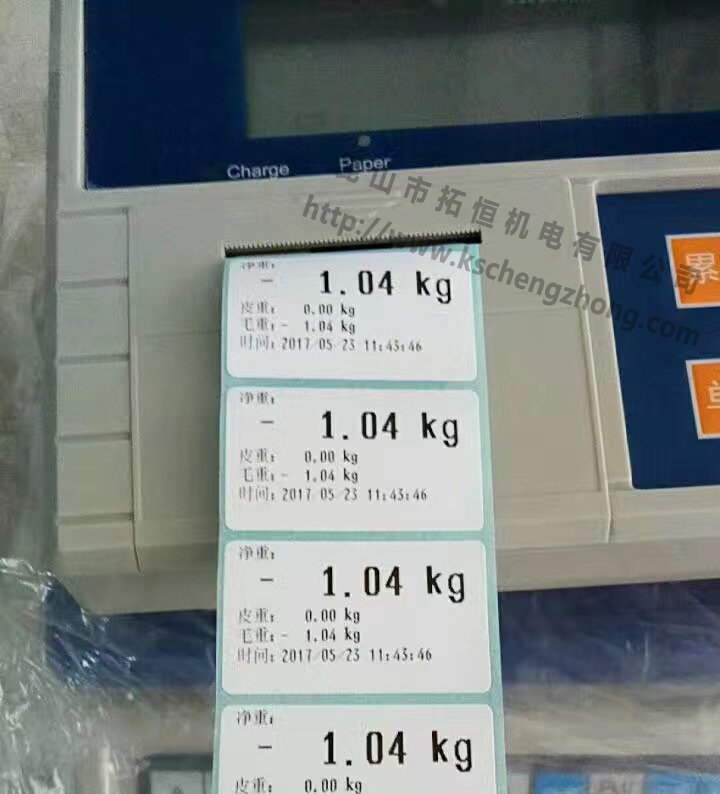 Charge Paper
昆山市拓恒机电有限公司
http://www.kschengzhong.com
累
净重:
- 1.04 kg
皮重: 0.00 kg
毛重: - 1.04 kg
时间: 2017/05/23 11:43:46
净重:
- 1.04 kg
皮重: 0.00 kg
毛重: - 1.04 kg
时间: 2017/05/23 11:43:46
净重:
- 1.04 kg
皮重: 0.00 kg
毛重: - 1.04 kg
时间: 2017/05/23 11:43:46
净重:
- 1.04 kg
皮重: 0.00 kg